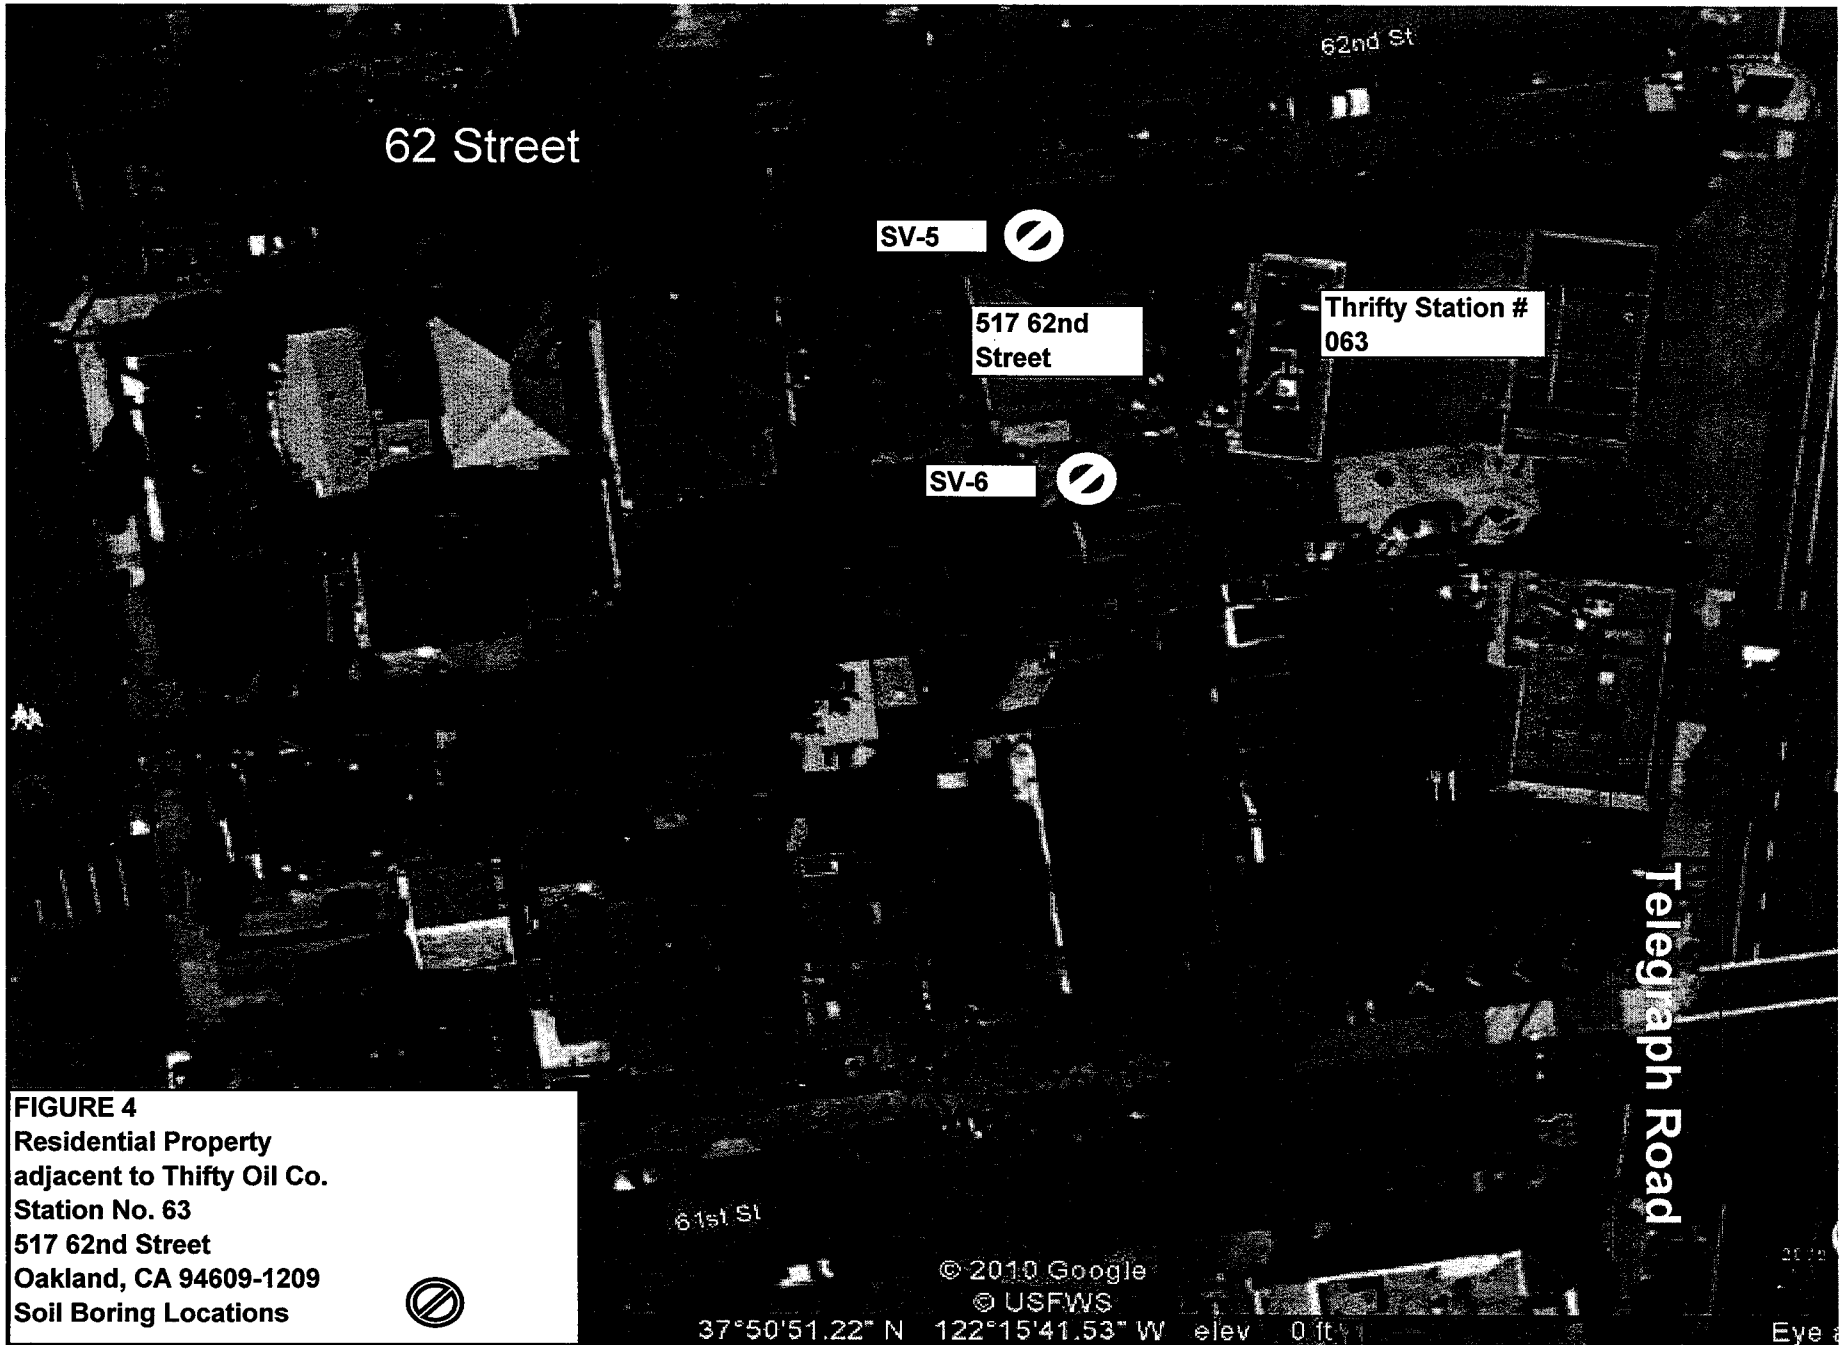 62nd St
62 Street
SV-5
517 62nd
Street
Thrifty Station #
063
SV-6
Telegraph Road
61st St
FIGURE 4
Residential Property
adjacent to Thifty Oil Co.
Station No. 63
517 62nd Street
Oakland, CA 94609-1209
Soil Boring Locations
© 2010 Google
© USFWS
37°50'51.22" N 122°15'41.53" W elev 0 ft
Eye